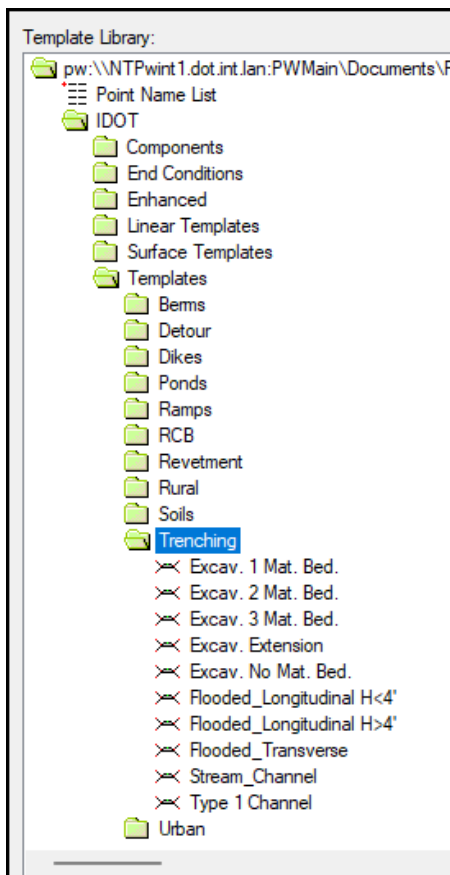 Template Library:
pw:\\NTPwint1.dot.int.lan:PWMain\Documents\
Point Name List
IDOT
Components
End Conditions
Enhanced
Linear Templates
Surface Templates
Templates
Berms
Detour
Dikes
Ponds
Ramps
RCB
Revetment
Rural
Soils
Trenching
Excav. 1 Mat. Bed.
Excav. 2 Mat. Bed.
Excav. 3 Mat. Bed.
Excav. Extension
Excav. No Mat. Bed.
Flooded_Longitudinal H<4'
Flooded_Longitudinal H>4'
Flooded_Transverse
Stream_Channel
Type 1 Channel
Urban